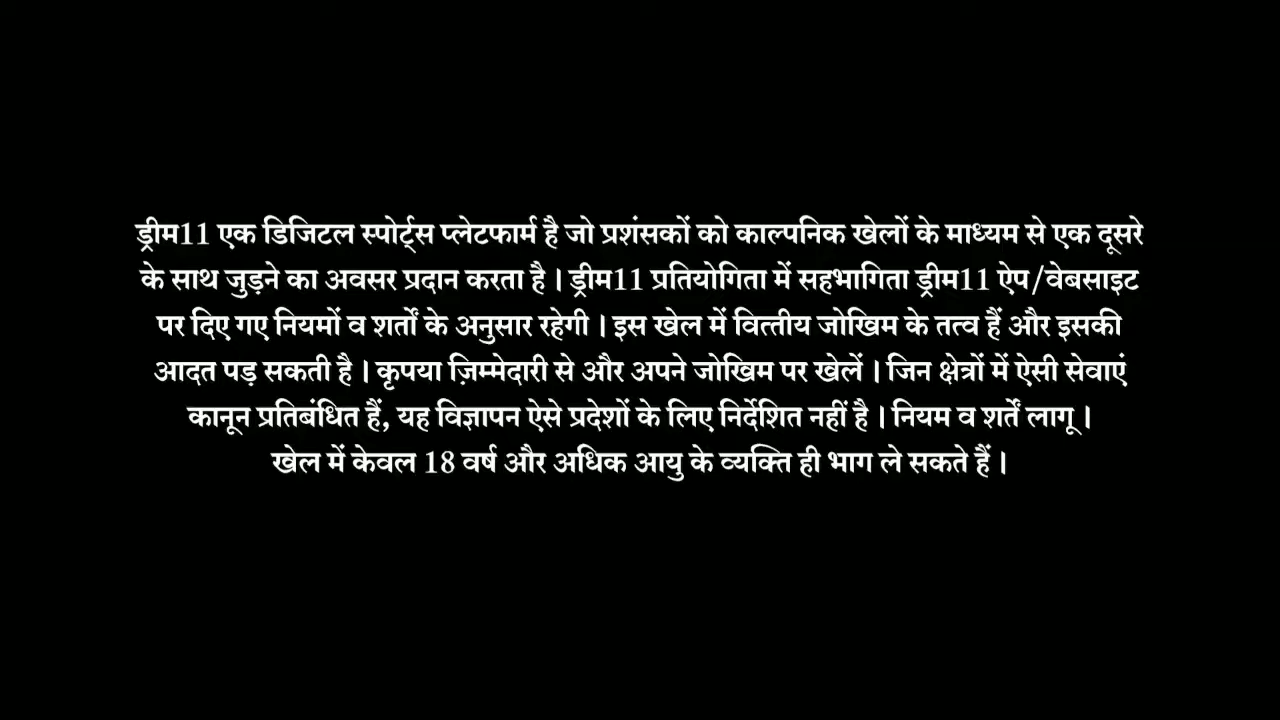 ड्रीम11 एक डिजिटल स्पोर्ट्स प्लेटफार्म है जो प्रशंसकों को काल्पनिक खेलों के माध्यम से एक दूसरे
के साथ जुड़ने का अवसर प्रदान करता है । ड्रीम11 प्रतियोगिता में सहभागिता ड्रीम11 ऐप/वेबसाइट
पर दिए गए नियमों व शर्तों के अनुसार रहेगी । इस खेल में वित्तीय जोखिम के तत्व हैं और इसकी
आदत पड़ सकती है । कृपया ज़िम्मेदारी से और अपने जोखिम पर खेलें । जिन क्षेत्रों में ऐसी सेवाएं
कानून प्रतिबंधित हैं, यह विज्ञापन ऐसे प्रदेशों के लिए निर्देशित नहीं है । नियम व शर्तें लागू ।
खेल में केवल 18 वर्ष और अधिक आयु के व्यक्ति ही भाग ले सकते हैं ।